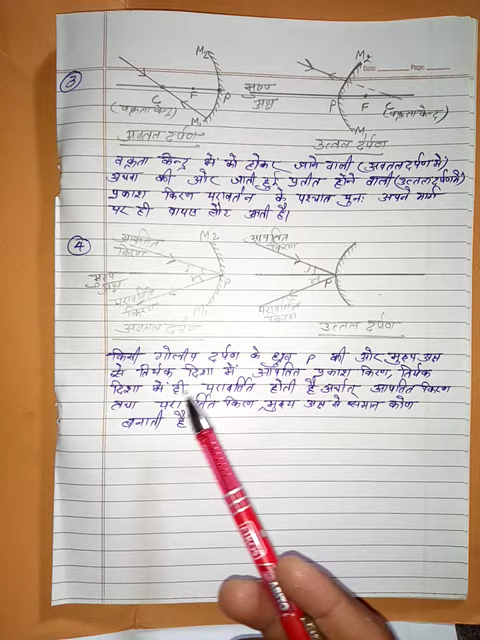 ③
M2
C
F
P
(वक्रता केन्द्र)
M1
अवतल दर्पण
मुख्य
अक्ष
Date: Page:
M2
P
F
C
(वक्रता केन्द्र)
M1
उत्तल दर्पण
वक्रता केन्द्र में से होकर जाने वाली (अवतल दर्पण में)
अथवा की ओर जाती हुई प्रतीत होने वाली (उत्तल दर्पण में)
प्रकाश किरण परावर्तन के पश्चात पुनः अपने मार्ग
पर ही वापस लौट आती है।
④
आपतित
किरण
M2
मुख्य
अक्ष
i
r
P
परावर्तित
किरण
M1
अवतल दर्पण
आपतित
किरण
i
r
P
परावर्तित
किरण
उत्तल दर्पण
किसी गोलीय दर्पण के ध्रुव P की ओर मुख्य अक्ष
से तिर्यक दिशा में आपतित प्रकाश किरण, तिर्यक
दिशा में ही परावर्तित होती है अर्थात् आपतित किरण
तथा परावर्तित किरण मुख्य अक्ष से समान कोण
बनाती है